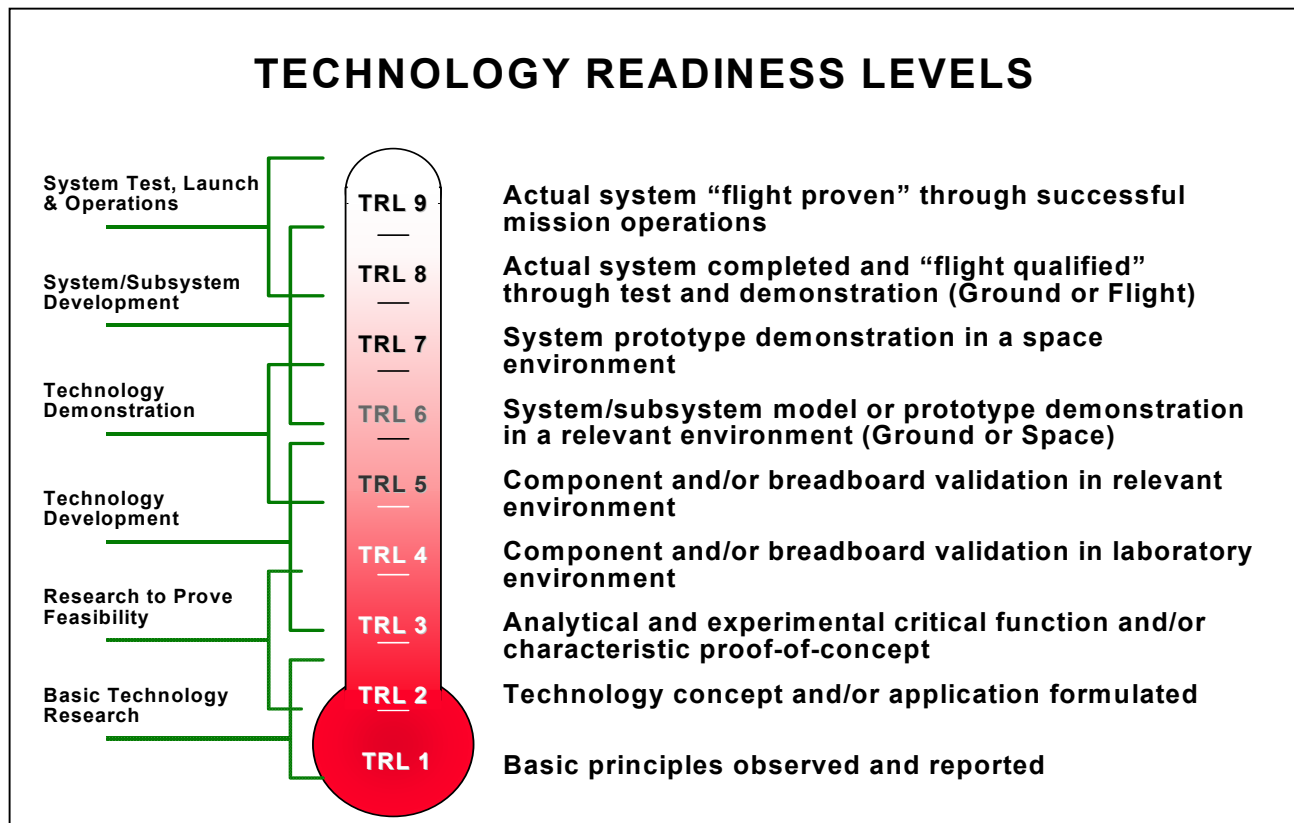 TECHNOLOGY READINESS LEVELS
System Test, Launch
& Operations
System/Subsystem
Development
Technology
Demonstration
Technology
Development
Research to Prove
Feasibility
Basic Technology
Research
TRL 9
TRL 8
TRL 7
TRL 6
TRL 5
TRL 4
TRL 3
TRL 2
TRL 1
Actual system “flight proven” through successful
mission operations
Actual system completed and “flight qualified”
through test and demonstration (Ground or Flight)
System prototype demonstration in a space
environment
System/subsystem model or prototype demonstration
in a relevant environment (Ground or Space)
Component and/or breadboard validation in relevant
environment
Component and/or breadboard validation in laboratory
environment
Analytical and experimental critical function and/or
characteristic proof-of-concept
Technology concept and/or application formulated
Basic principles observed and reported